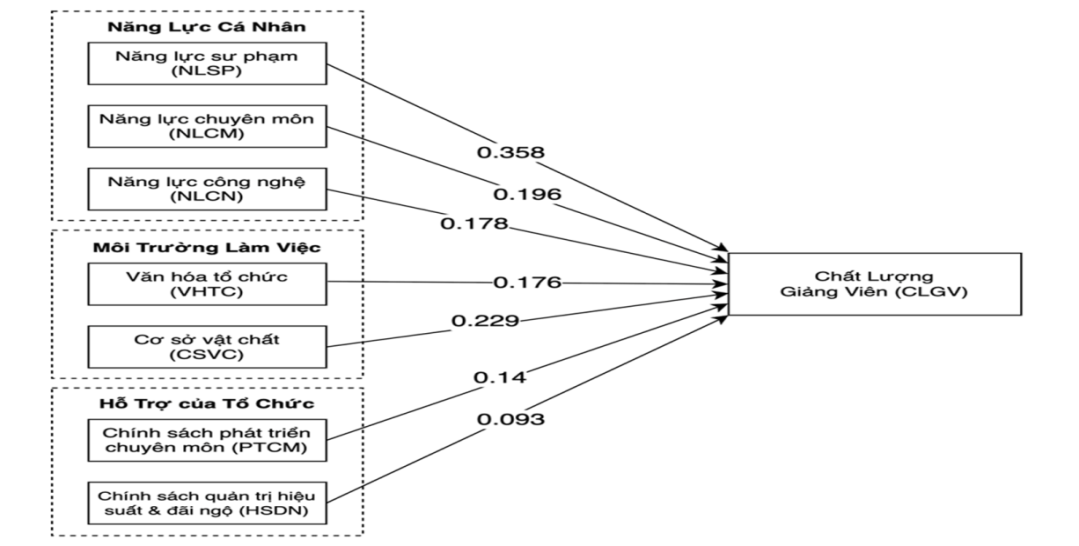 Năng Lực Cá Nhân
Năng lực sư phạm
(NLSP)
Năng lực chuyên môn
(NLCM)
Năng lực công nghệ
(NLCN)
Môi Trường Làm Việc
Văn hóa tổ chức
(VHTC)
Cơ sở vật chất
(CSVC)
Hỗ Trợ của Tổ Chức
Chính sách phát triển
chuyên môn (PTCM)
Chính sách quản trị hiệu
suất & đãi ngộ (HSDN)
0.358
0.196
0.178
0.176
0.229
0.14
0.093
Chất Lượng
Giảng Viên (CLGV)